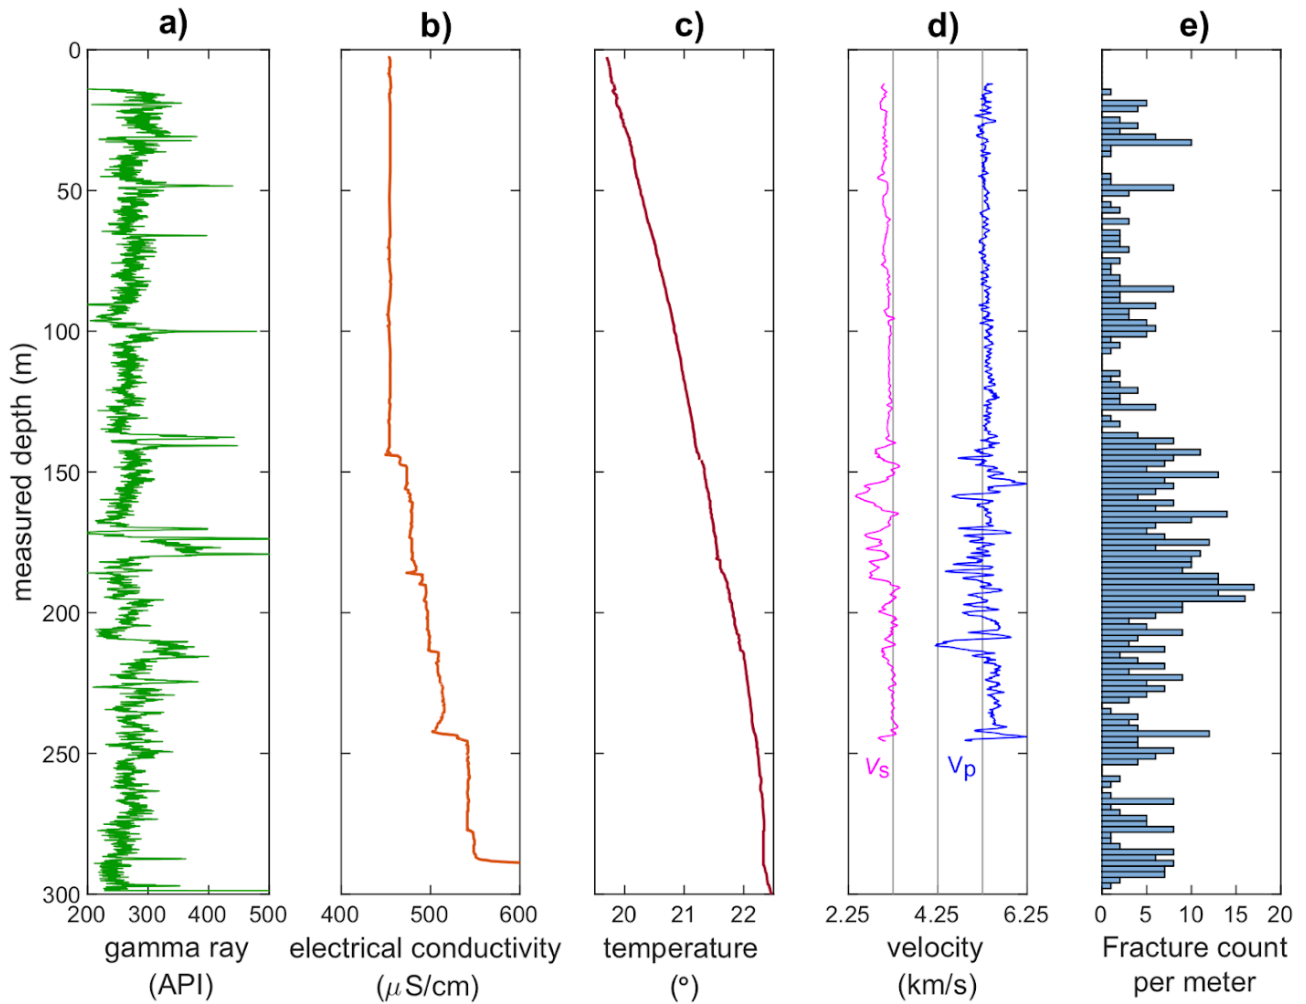 a) b) c) d) e)
0
50
100
150
200
250
300
measured depth (m)
Vs Vp
200 300 400 500 400 500 600 20 21 22 2.25 4.25 6.25 0 5 10 15 20
gamma ray electrical conductivity temperature velocity Fracture count
(API) (μS/cm) (°) (km/s) per meter